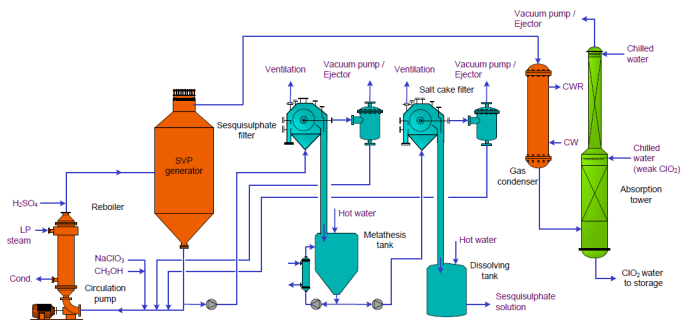 Vacuum pump /
Ejector
Chilled
water
Ventilation
Vacuum pump /
Ejector
Ventilation
Vacuum pump /
Ejector
Salt cake filter
CWR
Sesquisulphate
filter
SVP
generator
CW
Gas
condenser
Chilled
water
(weak ClO₂)
Absorption
tower
H₂SO₄
Reboiler
LP
steam
Hot water
Metathesis
tank
Hot water
NaClO₃
CH₃OH
Cond.
Circulation
pump
Dissolving
tank
ClO₂ water
to storage
Sesquisulphate
solution